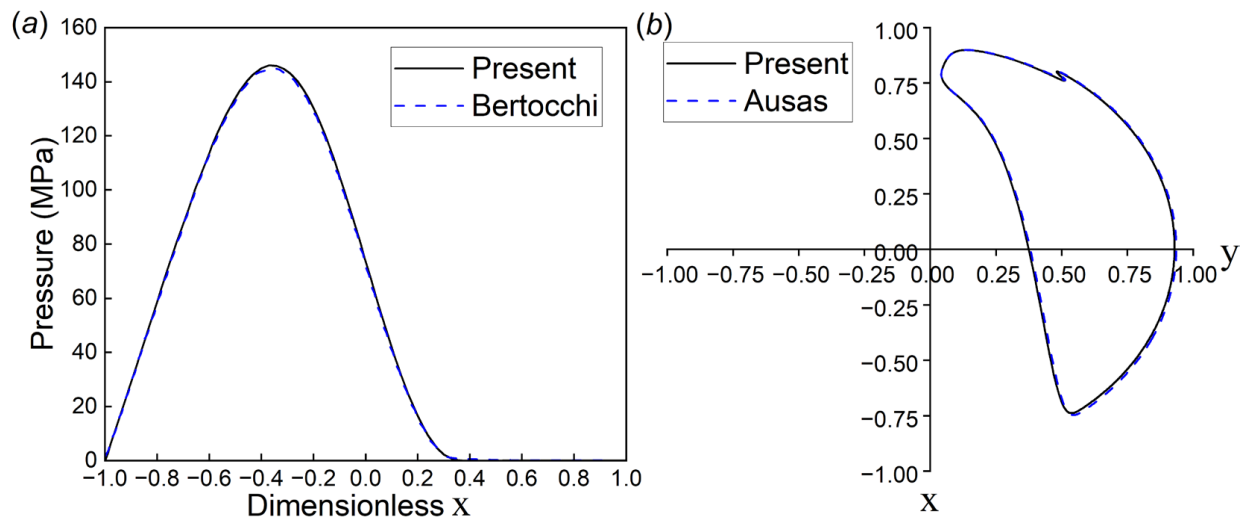 (a)
160
140
120
100
80
60
40
20
0
Pressure (MPa)
Present
Bertocchi
−1.0 −0.8 −0.6 −0.4 −0.2 0.0 0.2 0.4 0.6 0.8 1.0
Dimensionless x
(b)
Present
Ausas
1.00
0.75
0.50
0.25
0.00
−0.25
−0.50
−0.75
−1.00
−1.00 −0.75 −0.50 −0.25 0.00 0.25 0.50 0.75 1.00
y
x